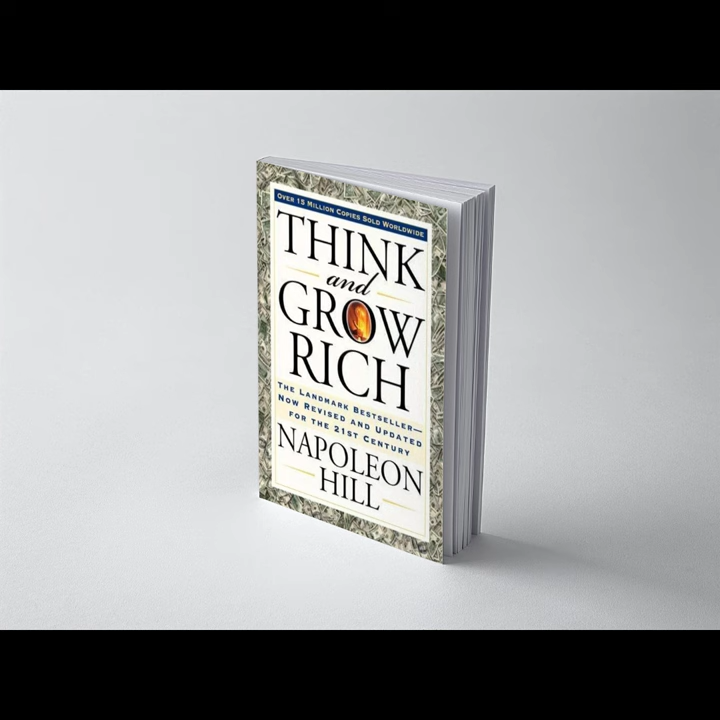 Over 15 Million Copies Sold Worldwide
THINK
and
GROW
RICH
The Landmark Bestseller—
Now Revised and Updated
for the 21st Century
NAPOLEON
HILL